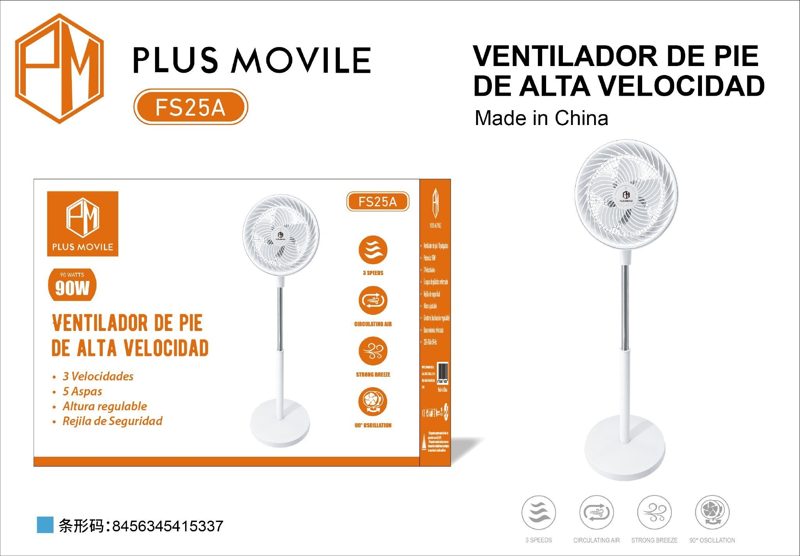 PM
PLUS MOVILE
FS25A
VENTILADOR DE PIE
DE ALTA VELOCIDAD
Made in China
PM
PLUS MOVILE
90 WATTS
90W
VENTILADOR DE PIE
DE ALTA VELOCIDAD
• 3 Velocidades
• 5 Aspas
• Altura regulable
• Rejila de Seguridad
FS25A
3 SPEEDS
CIRCULATING AIR
STRONG BREEZE
90° OSCILLATION
条形码：8456345415337
3 SPEEDS
CIRCULATING AIR
STRONG BREEZE
90° OSCILLATION